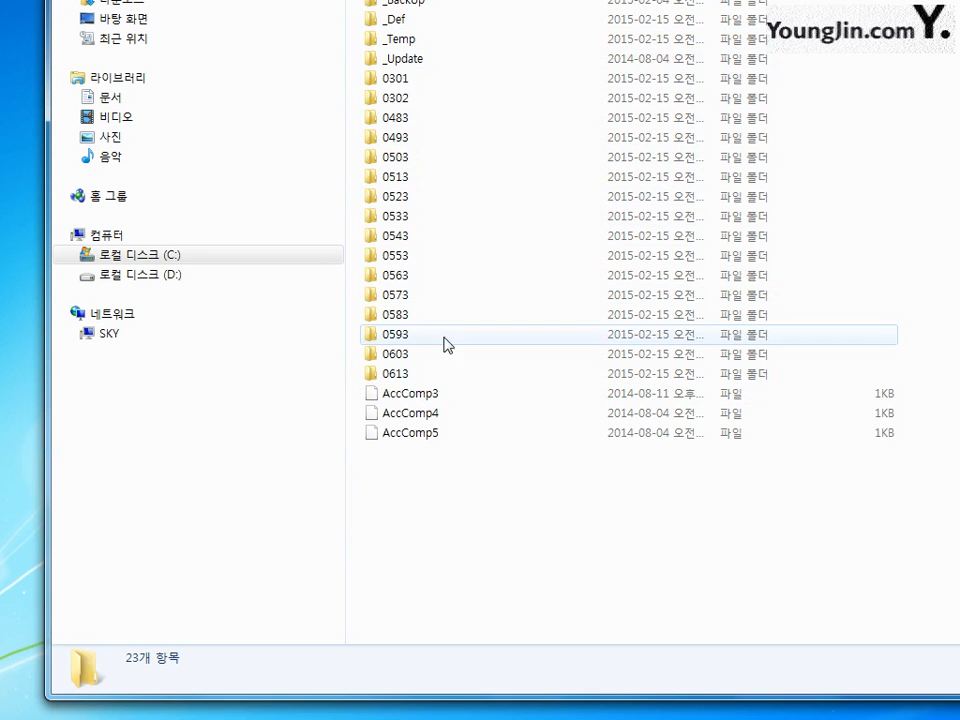 _Backup
바탕 화면
_Def 2015-02-15 오전... 파일 폴더
YoungJin.com Y.
최근 위치
_Temp 2015-02-15 오전... 파일 폴더
_Update 2014-08-04 오전... 파일 폴더
라이브러리
0301 2015-02-15 오전... 파일 폴더
문서
0302 2015-02-15 오전... 파일 폴더
비디오
0483 2015-02-15 오전... 파일 폴더
사진
0493 2015-02-15 오전... 파일 폴더
음악
0503 2015-02-15 오전... 파일 폴더
0513 2015-02-15 오전... 파일 폴더
홈 그룹
0523 2015-02-15 오전... 파일 폴더
0533 2015-02-15 오전... 파일 폴더
컴퓨터
0543 2015-02-15 오전... 파일 폴더
로컬 디스크 (C:)
0553 2015-02-15 오전... 파일 폴더
로컬 디스크 (D:)
0563 2015-02-15 오전... 파일 폴더
0573 2015-02-15 오전... 파일 폴더
네트워크
0583 2015-02-15 오전... 파일 폴더
SKY
0593 2015-02-15 오전... 파일 폴더
0603 2015-02-15 오전... 파일 폴더
0613 2015-02-15 오전... 파일 폴더
AccComp3 2014-08-11 오후... 파일 1KB
AccComp4 2014-08-04 오전... 파일 1KB
AccComp5 2014-08-04 오전... 파일 1KB
23개 항목